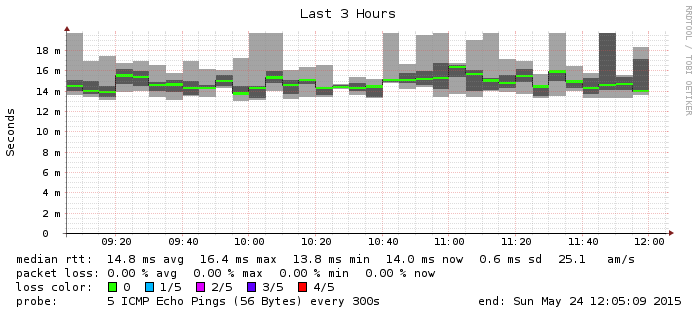 Last 3 Hours
RRDTOOL / TOBI OETIKER
Seconds
18 m
16 m
14 m
12 m
10 m
8 m
6 m
4 m
2 m
0
09:20 09:40 10:00 10:20 10:40 11:00 11:20 11:40 12:00
median rtt: 14.8 ms avg 16.4 ms max 13.8 ms min 14.0 ms now 0.6 ms sd 25.1 am/s
packet loss: 0.00 % avg 0.00 % max 0.00 % min 0.00 % now
loss color: 0 1/5 2/5 3/5 4/5
probe: 5 ICMP Echo Pings (56 Bytes) every 300s end: Sun May 24 12:05:09 2015